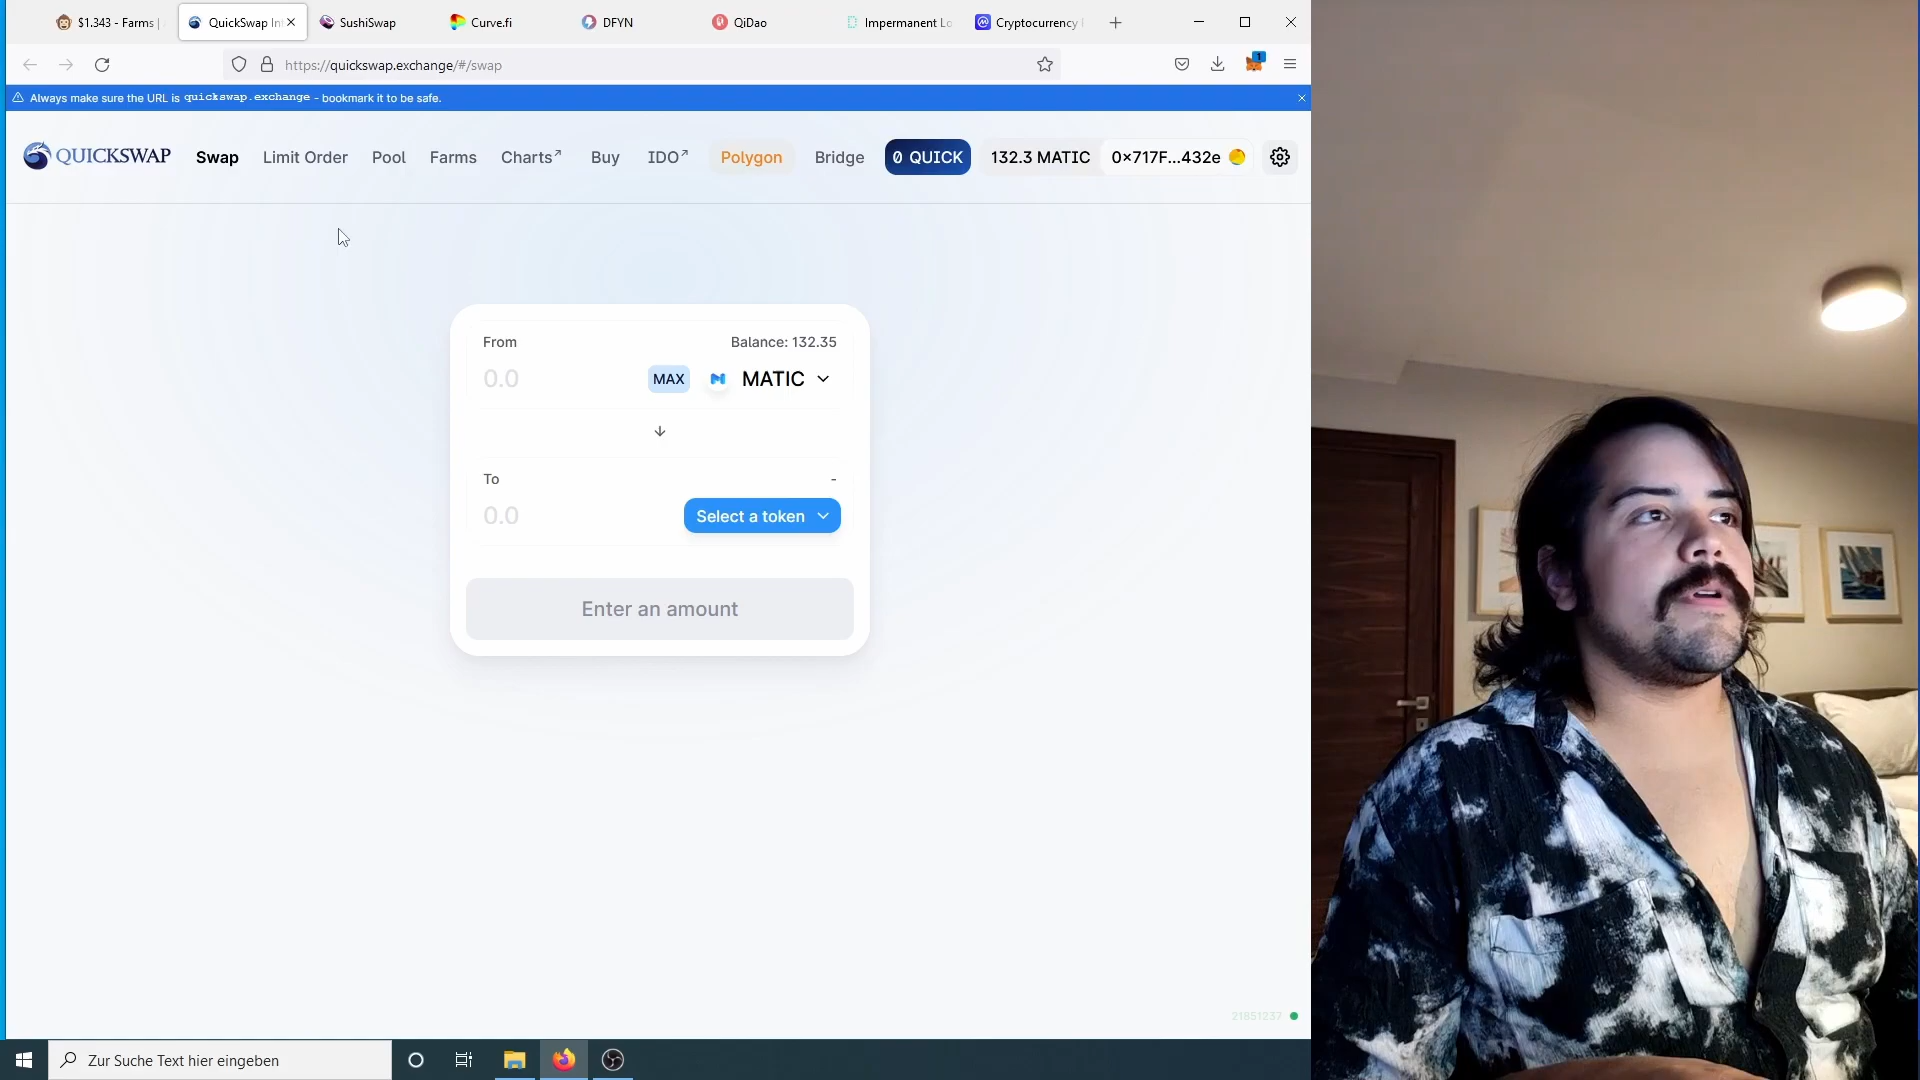 $1.343 - Farms |
QuickSwap In
SushiSwap
Curve.fi
DFYN
QiDao
Impermanent Lo
Cryptocurrency
https://quickswap.exchange/#/swap
1
Always make sure the URL is quickswap.exchange - bookmark it to be safe.
QUICKSWAP
Swap
Limit Order
Pool
Farms
Charts↗
Buy
IDO↗
Polygon
Bridge
0 QUICK
132.3 MATIC
0x717F...432e
From
Balance: 132.35
0.0
MAX
MATIC
To
-
0.0
Select a token
Enter an amount
21851237
Zur Suche Text hier eingeben